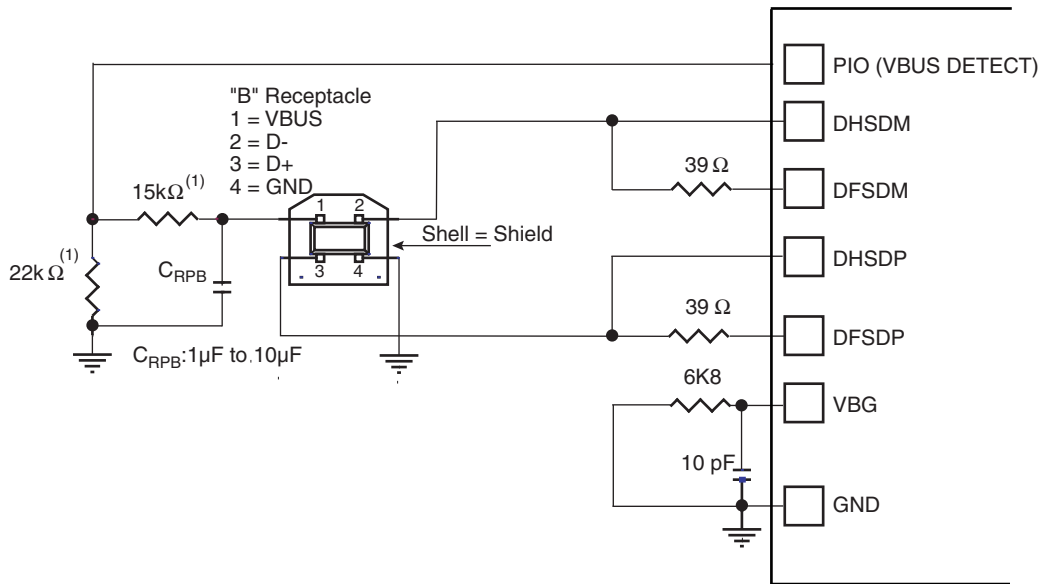 PIO (VBUS DETECT)
"B" Receptacle
1 = VBUS
2 = D-
3 = D+
4 = GND
DHSDM
39 Ω
DFSDM
15kΩ (1)
1 2
Shell = Shield
3 4
22k Ω (1)
CRPB
DHSDP
39 Ω
DFSDP
CRPB:1µF to 10µF
6K8
VBG
10 pF
GND